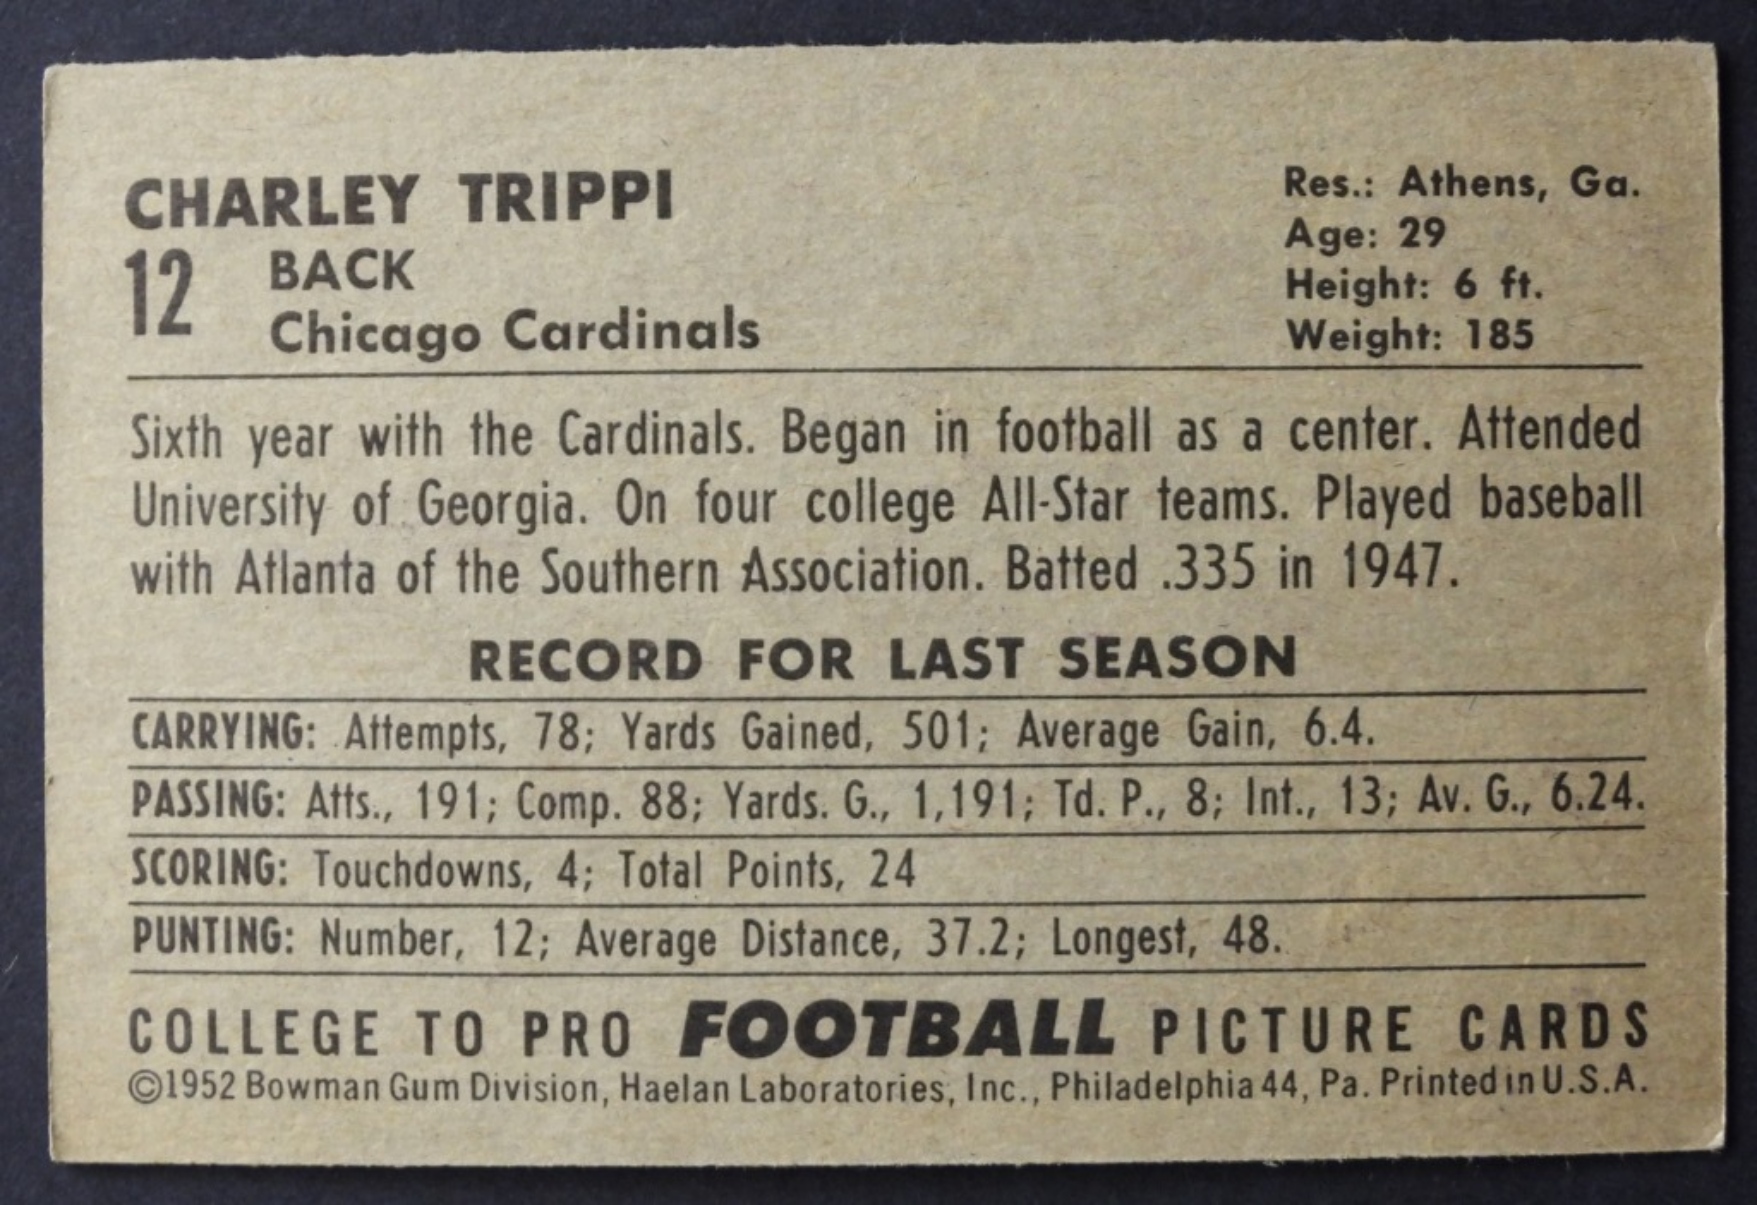 CHARLEY TRIPPI
12 BACK
Chicago Cardinals
Res.: Athens, Ga.
Age: 29
Height: 6 ft.
Weight: 185
Sixth year with the Cardinals. Began in football as a center. Attended
University of Georgia. On four college All-Star teams. Played baseball
with Atlanta of the Southern Association. Batted .335 in 1947.
RECORD FOR LAST SEASON
CARRYING: Attempts, 78; Yards Gained, 501; Average Gain, 6.4.
PASSING: Atts., 191; Comp. 88; Yards. G., 1,191; Td. P., 8; Int., 13; Av. G., 6.24.
SCORING: Touchdowns, 4; Total Points, 24
PUNTING: Number, 12; Average Distance, 37.2; Longest, 48.
COLLEGE TO PRO FOOTBALL PICTURE CARDS
©1952 Bowman Gum Division, Haelan Laboratories, Inc., Philadelphia 44, Pa. Printed in U.S.A.